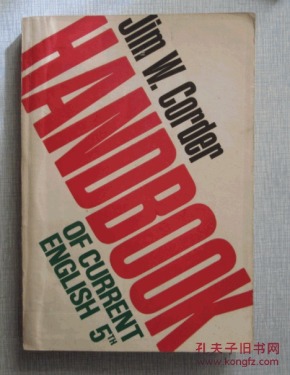 Jim W. Corder
HANDBOOK
OF CURRENT
ENGLISH 5TH
孔夫子旧书网
www.kongfz.com